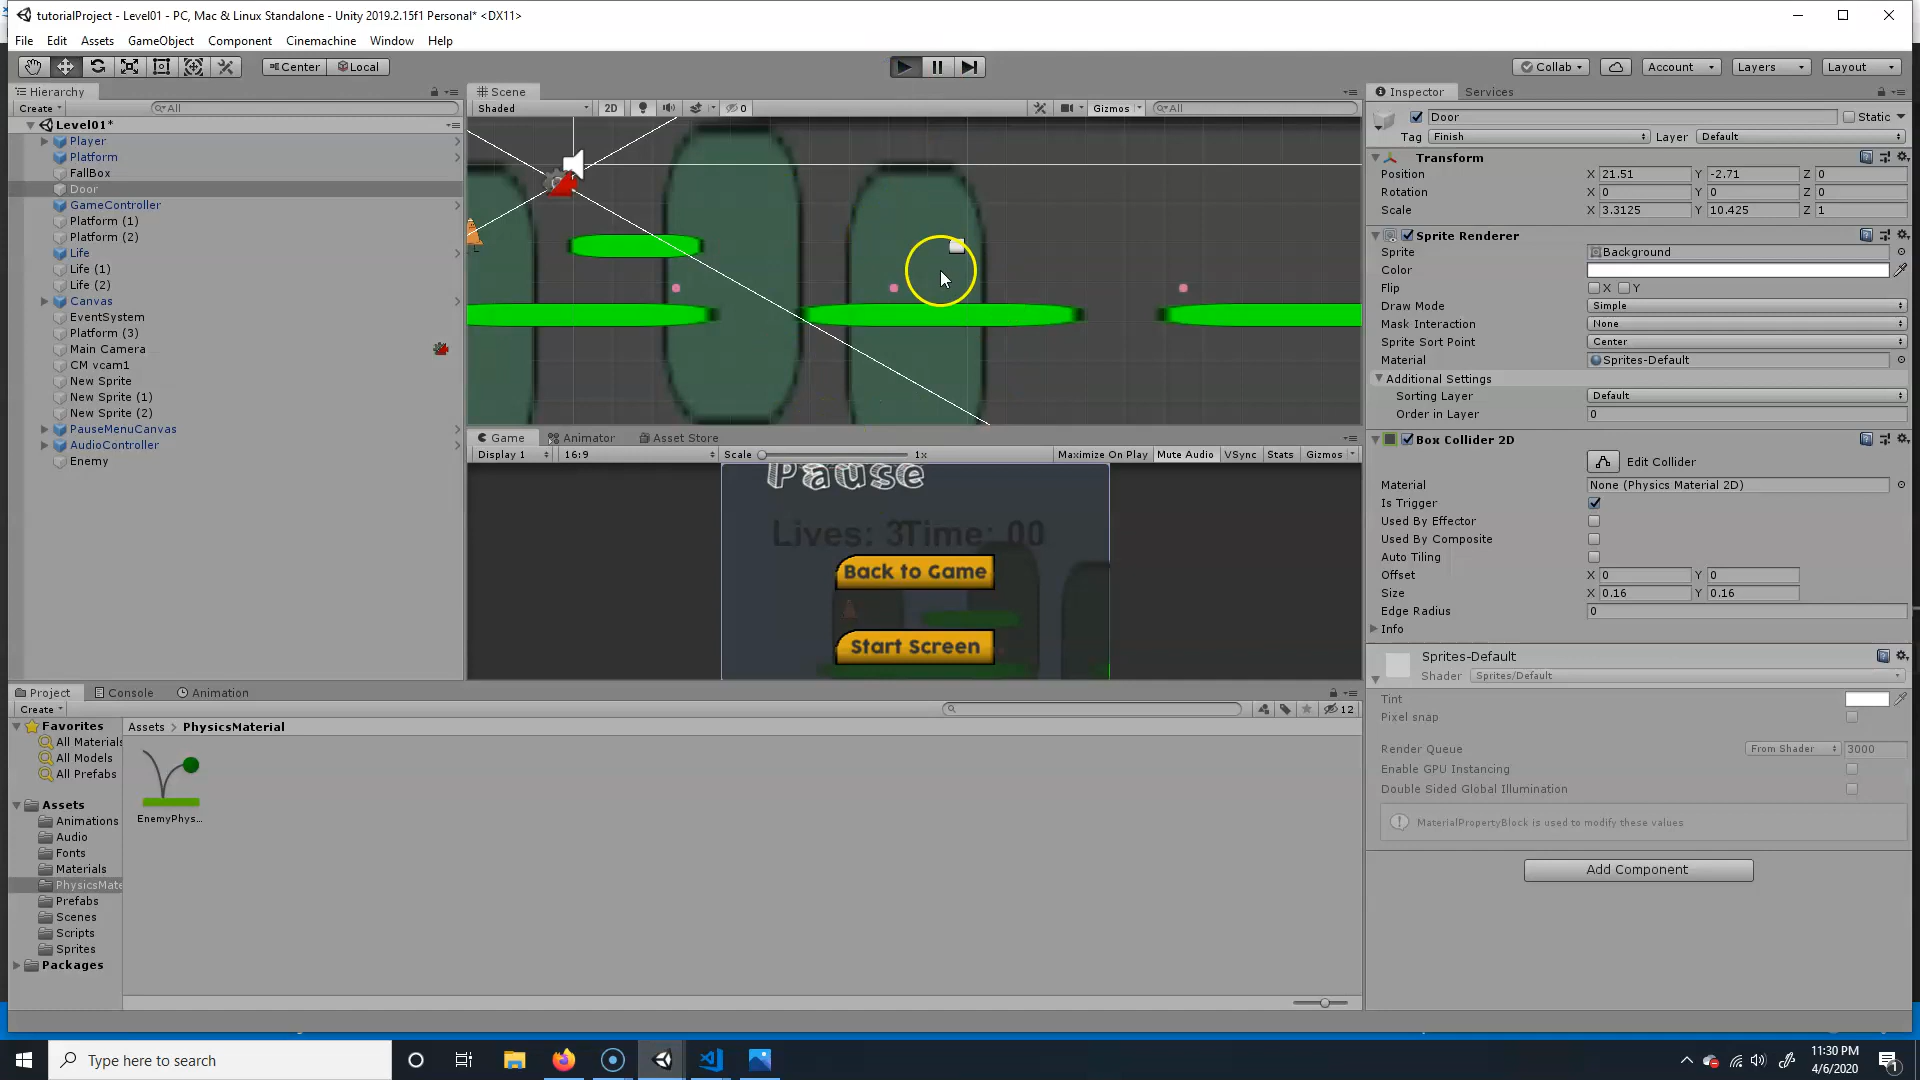 tutorialProject - Level01 - PC, Mac & Linux Standalone - Unity 2019.2.15f1 Personal* <DX11>
File Edit Assets GameObject Component Cinemachine Window Help
Center Local Collab Account Layers Layout
Hierarchy
Create All
Level01*
Player
Platform
FallBox
Door
GameController
Platform (1)
Platform (2)
Life
Life (1)
Life (2)
Canvas
EventSystem
Platform (3)
Main Camera
CM vcam1
New Sprite
New Sprite (1)
New Sprite (2)
PauseMenuCanvas
AudioController
Enemy
Scene
Shaded 2D 0 Gizmos All
Game Animator Asset Store
Display 1 16:9 Scale 1x Maximize On Play Mute Audio VSync Stats Gizmos
Pause
Lives: 3Time: 00
Back to Game
Start Screen
Inspector Services
Door Static
Tag Finish Layer Default
Transform
Position X 21.51 Y -2.71 Z 0
Rotation X 0 Y 0 Z 0
Scale X 3.3125 Y 10.425 Z 1
Sprite Renderer
Sprite Background
Color
Flip X Y
Draw Mode Simple
Mask Interaction None
Sprite Sort Point Center
Material Sprites-Default
Additional Settings
Sorting Layer Default
Order in Layer 0
Box Collider 2D
Edit Collider
Material None (Physics Material 2D)
Is Trigger
Used By Effector
Used By Composite
Auto Tiling
Offset X 0 Y 0
Size X 0.16 Y 0.16
Edge Radius 0
Info
Sprites-Default
Shader Sprites/Default
Tint
Pixel snap
Render Queue From Shader 3000
Enable GPU Instancing
Double Sided Global Illumination
MaterialPropertyBlock is used to modify these values
Add Component
Project Console Animation
Create 12
Favorites
All Materials
All Models
All Prefabs
Assets
Animations
Audio
Fonts
Materials
PhysicsMate
Prefabs
Scenes
Scripts
Sprites
Packages
Assets > PhysicsMaterial
EnemyPhys...
Type here to search
11:30 PM
4/6/2020
1